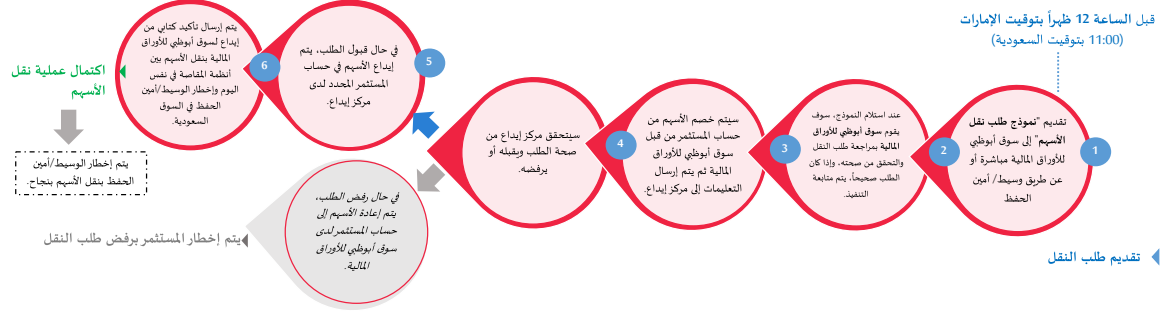 قبل الساعة 12 ظهراً بتوقيت الإمارات
(11:00 بتوقيت السعودية)
1
تقديم "نموذج طلب نقل
الأسهم" إلى سوق أبوظبي
للأوراق المالية مباشرة أو
عن طريق وسيط/ أمين
الحفظ
تقديم طلب النقل
2
عند استلام النموذج، سوف
يقوم سوق أبوظبي للأوراق
المالية بمراجعة طلب النقل
والتحقق من صحته، وإذا كان
الطلب صحيحاً، يتم متابعة
التنفيذ.
3
سيتم خصم الأسهم من
حساب المستثمر من قبل
سوق أبوظبي للأوراق
المالية ثم يتم إرسال
التعليمات إلى مركز إيداع.
4
سيتحقق مركز إيداع من
صحة الطلب ويقبله أو
يرفضه.
5
في حال قبول الطلب، يتم
إيداع الأسهم في حساب
المستثمر المحدد لدى
مركز إيداع.
6
يتم إرسال تأكيد كتابي من
إيداع لسوق أبوظبي للأوراق
المالية بنقل الأسهم بين
أنظمة المقاصة في نفس
اليوم وإخطار الوسيط/أمين
الحفظ في السوق
السعودية.
اكتمال عملية نقل
الأسهم
يتم إخطار الوسيط/أمين
الحفظ بنقل الأسهم بنجاح.
في حال رفض الطلب،
يتم إعادة الأسهم إلى
حساب المستثمر لدى
سوق أبوظبي للأوراق
المالية.
يتم إخطار المستثمر برفض طلب النقل